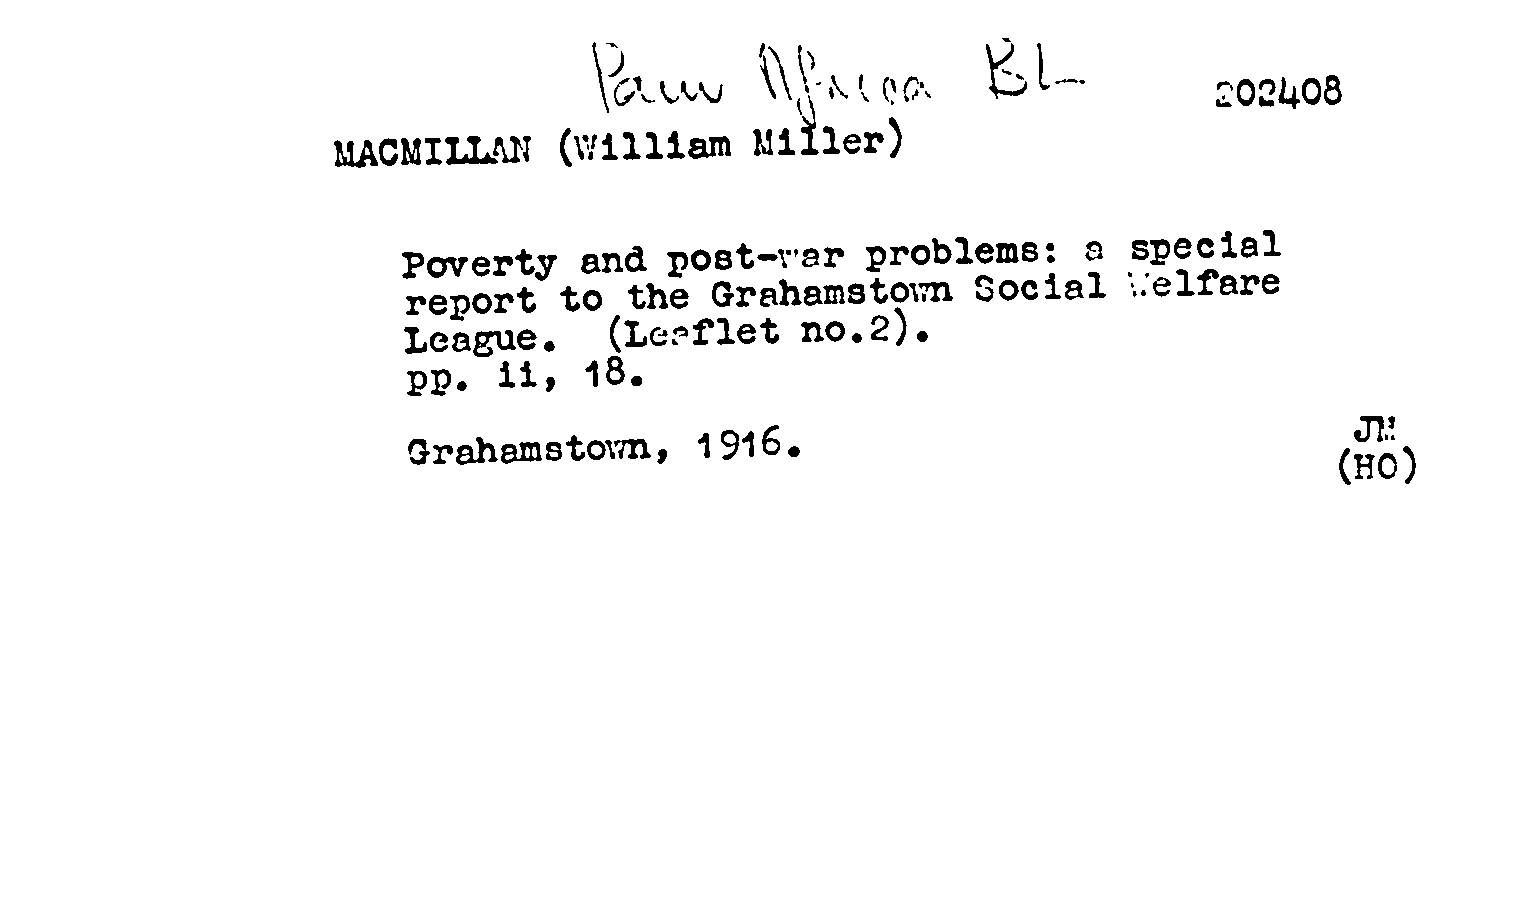 Pam Africa BL
202408
MACMILLAN (William Miller)
Poverty and post-war problems: a special
report to the Grahamstown Social Welfare
League. (Leaflet no.2).
pp. ii, 18.
Grahamstown, 1916.
JM
(HO)